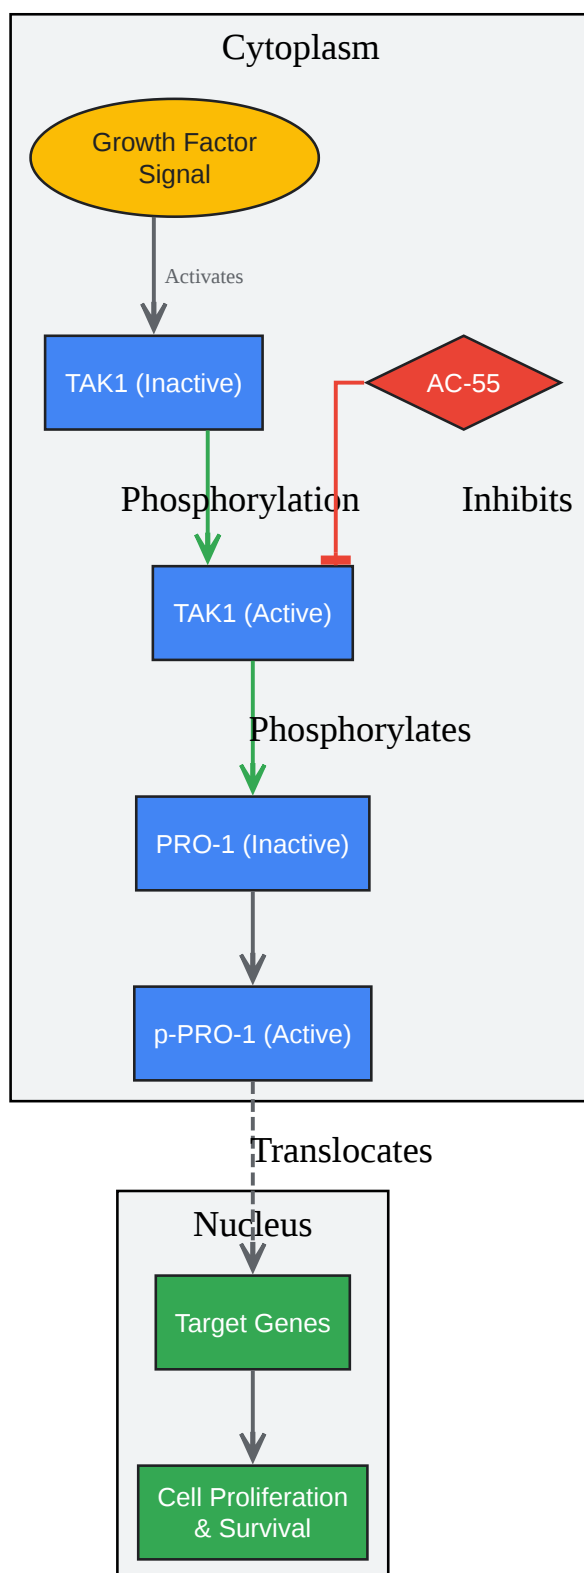 Cytoplasm
Growth Factor
Signal
Activates
TAK1 (Inactive)
AC-55
Phosphorylation
Inhibits
TAK1 (Active)
Phosphorylates
PRO-1 (Inactive)
p-PRO-1 (Active)
Translocates
Nucleus
Target Genes
Cell Proliferation
& Survival